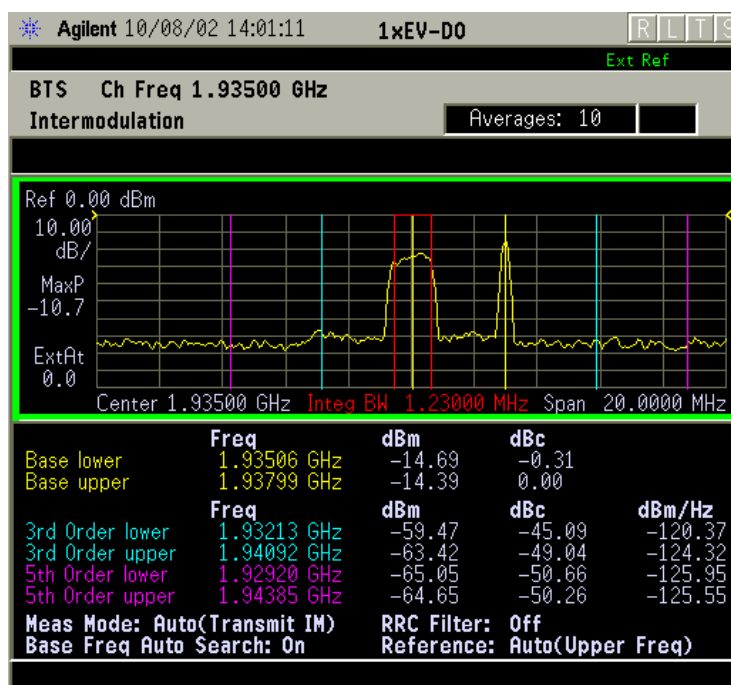 Agilent 10/08/02 14:01:11 1xEV-DO R L T S
Ext Ref
BTS Ch Freq 1.93500 GHz
Intermodulation Averages: 10
Ref 0.00 dBm
10.00
dB/
MaxP
-10.7
ExtAt
0.0
Center 1.93500 GHz Integ BW 1.23000 MHz Span 20.0000 MHz
Freq dBm dBc
Base lower 1.93506 GHz -14.69 -0.31
Base upper 1.93799 GHz -14.39 0.00
Freq dBm dBc dBm/Hz
3rd Order lower 1.93213 GHz -59.47 -45.09 -120.37
3rd Order upper 1.94092 GHz -63.42 -49.04 -124.32
5th Order lower 1.92920 GHz -65.05 -50.66 -125.95
5th Order upper 1.94385 GHz -64.65 -50.26 -125.55
Meas Mode: Auto(Transmit IM) RRC Filter: Off
Base Freq Auto Search: On Reference: Auto(Upper Freq)